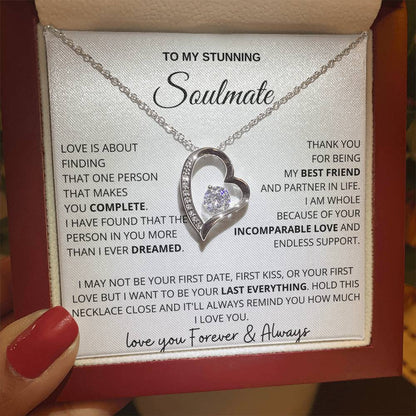 TO MY STUNNING
Soulmate
LOVE IS ABOUT
FINDING
THAT ONE PERSON
THAT MAKES
YOU COMPLETE.
I HAVE FOUND THAT THE
PERSON IN YOU MORE
THAN I EVER DREAMED.
THANK YOU
FOR BEING
MY BEST FRIEND
AND PARTNER IN LIFE.
I AM WHOLE
BECAUSE OF YOUR
INCOMPARABLE LOVE AND
ENDLESS SUPPORT.
I MAY NOT BE YOUR FIRST DATE, FIRST KISS, OR YOUR FIRST
LOVE BUT I WANT TO BE YOUR LAST EVERYTHING. HOLD THIS
NECKLACE CLOSE AND IT'LL ALWAYS REMIND YOU HOW MUCH
I LOVE YOU.
love you Forever & Always